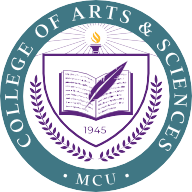 COLLEGE OF ARTS & SCIENCES
1945
• MCU •